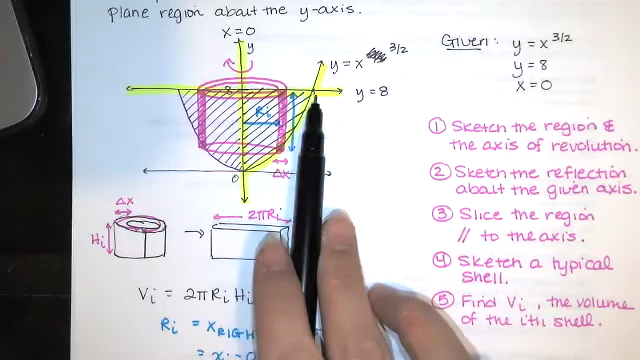 plane region about the y-axis.
x=0
y
y = x 3/2
8
y = 8
Ri
Δx
0
Δx
Hi
2πRi
Vi = 2πRi Hi
Ri = XRIGH
= xi - 0
Given: y = x 3/2
y = 8
x = 0
① Sketch the region &
the axis of revolution.
② Sketch the reflection
about the given axis.
③ Slice the region
// to the axis.
④ Sketch a typical
shell.
⑤ Find Vi, the volume
of the ith shell.